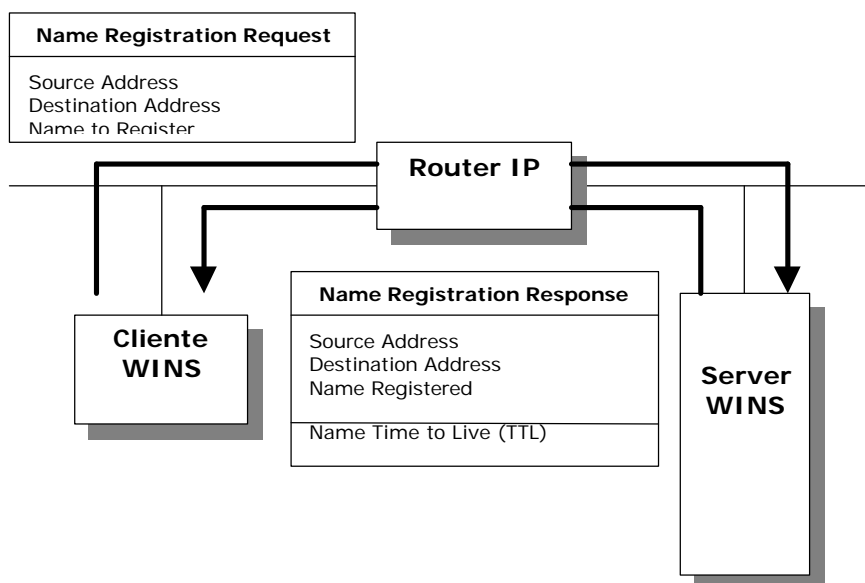 Name Registration Request
Source Address
Destination Address
Name to Register
Router IP
Name Registration Response
Source Address
Destination Address
Name Registered
Name Time to Live (TTL)
Cliente
WINS
Server
WINS